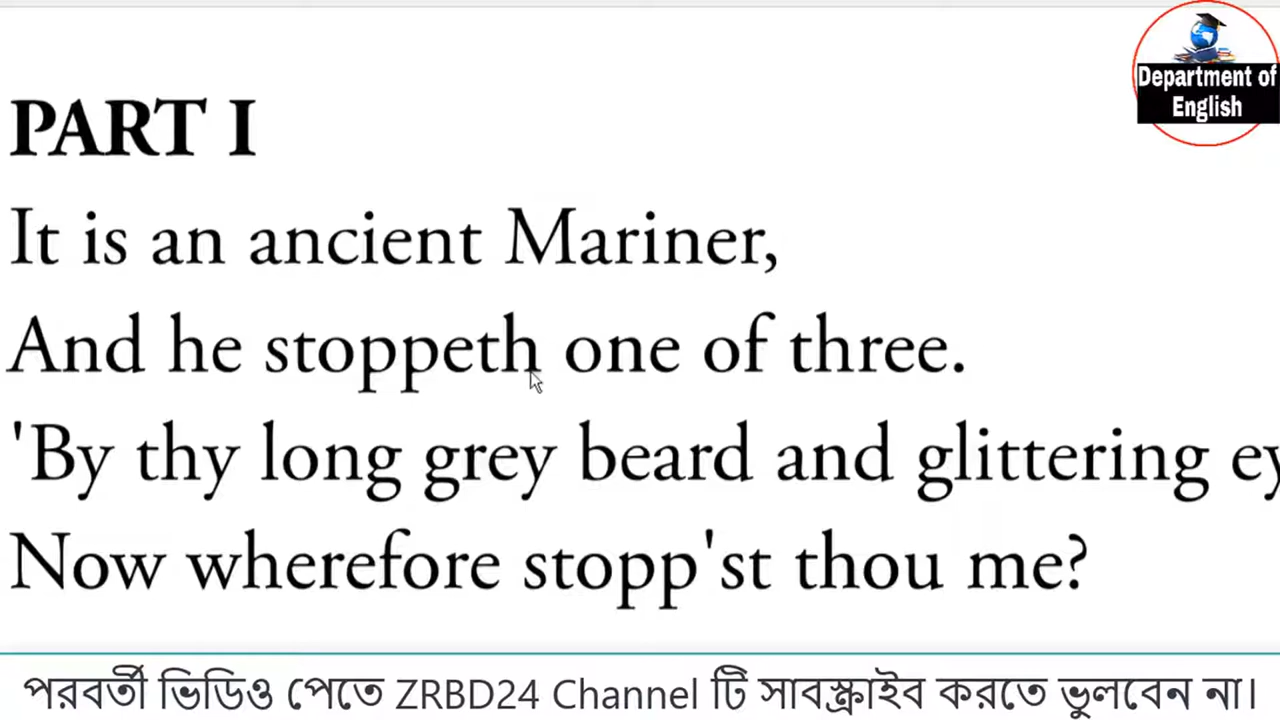 Department of
English
PART I
It is an ancient Mariner,
And he stoppeth one of three.
'By thy long grey beard and glittering
Now wherefore stopp'st thou me?
পরবর্তী ভিডিও পেতে ZRBD24 Channel টি সাবস্ক্রাইব করতে ভুলবেন না।